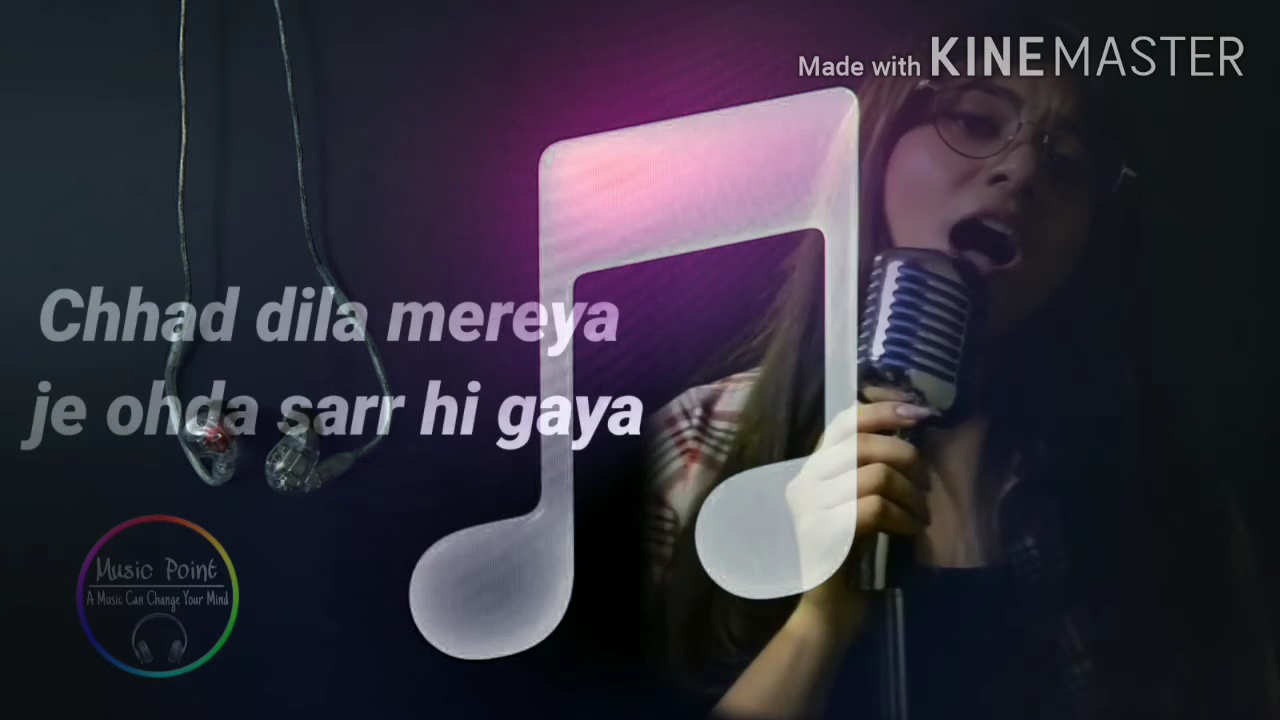 Made with KINEMASTER
Chhad dila mereya
je ohda sarr hi gaya
Music Point
A Music Can Change Your Mind